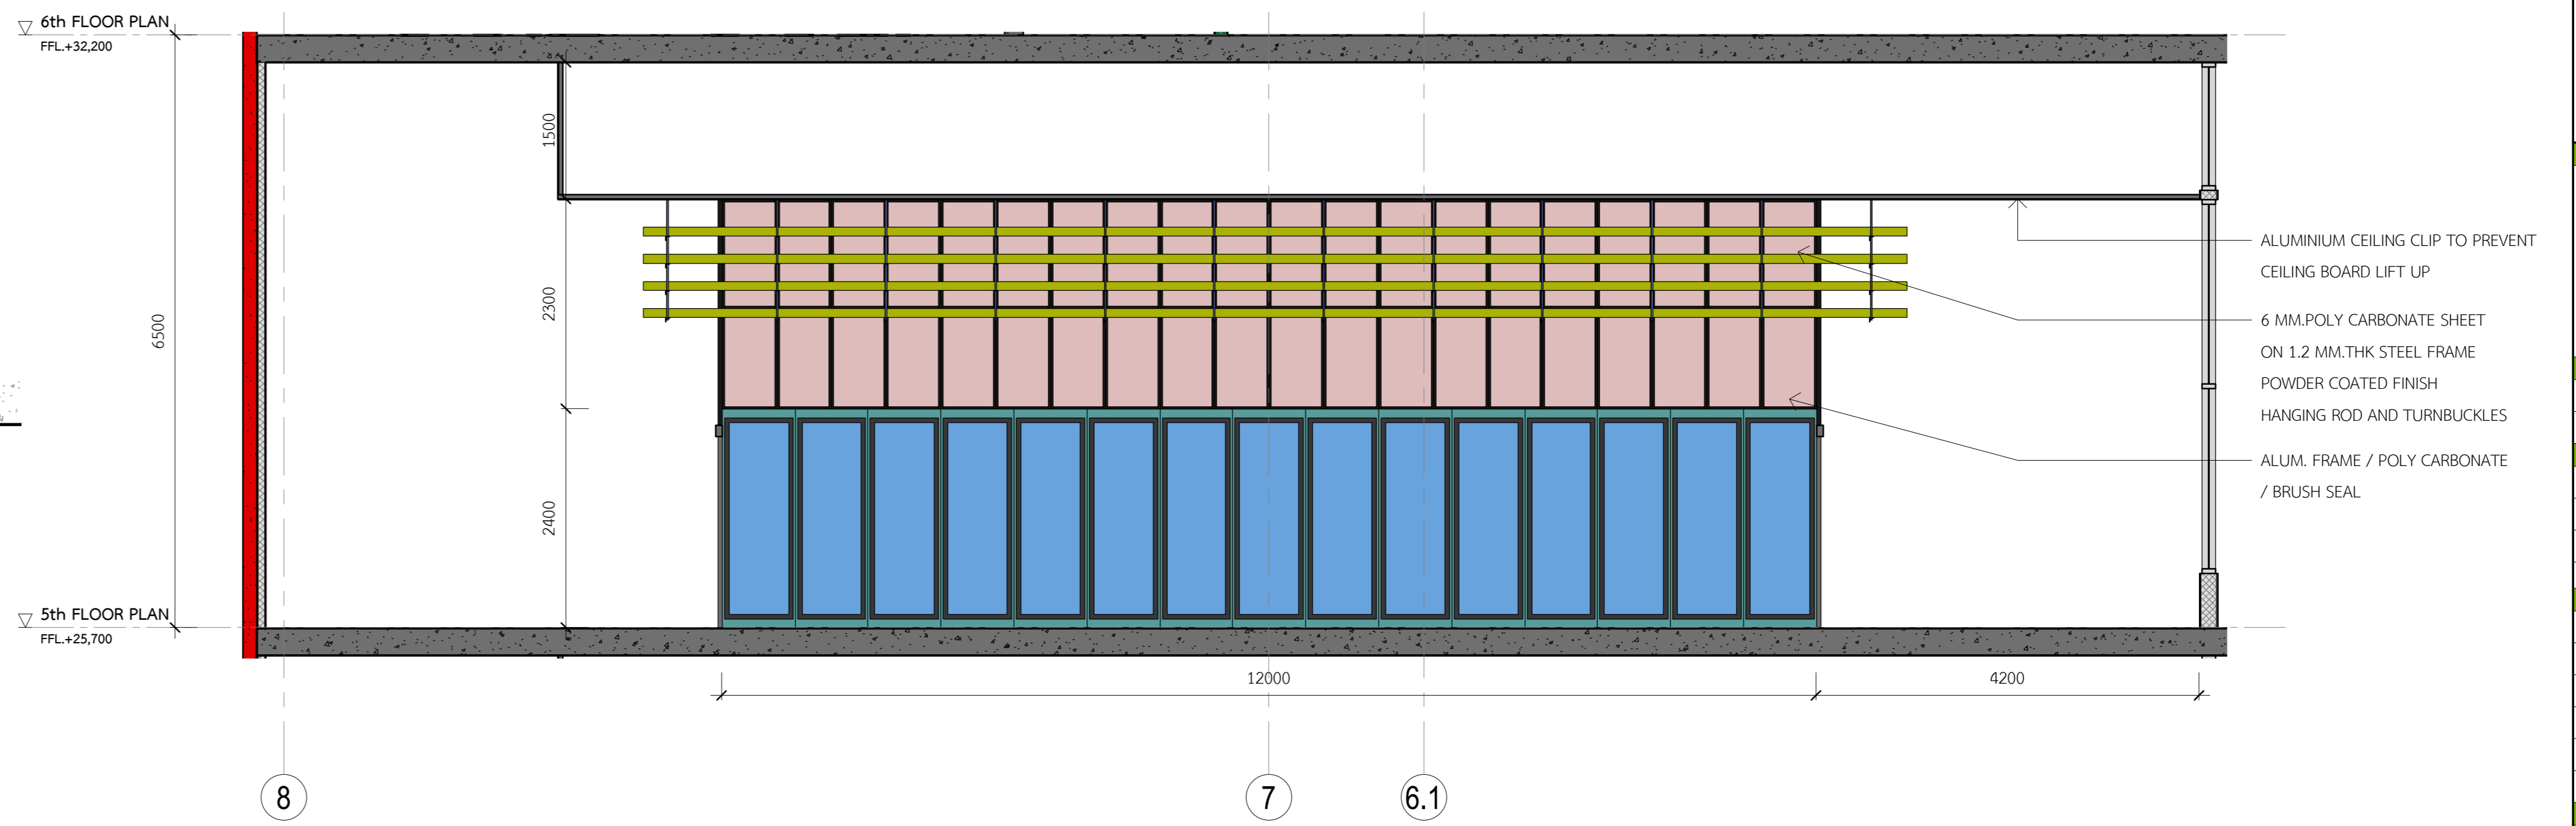 6th FLOOR PLAN
FFL.+32,200
1500
6500
2300
2400
ALUMINIUM CEILING CLIP TO PREVENT
CEILING BOARD LIFT UP
6 MM.POLY CARBONATE SHEET
ON 1.2 MM.THK STEEL FRAME
POWDER COATED FINISH
HANGING ROD AND TURNBUCKLES
ALUM. FRAME / POLY CARBONATE
/ BRUSH SEAL
5th FLOOR PLAN
FFL.+25,700
12000
4200
8
7
6.1